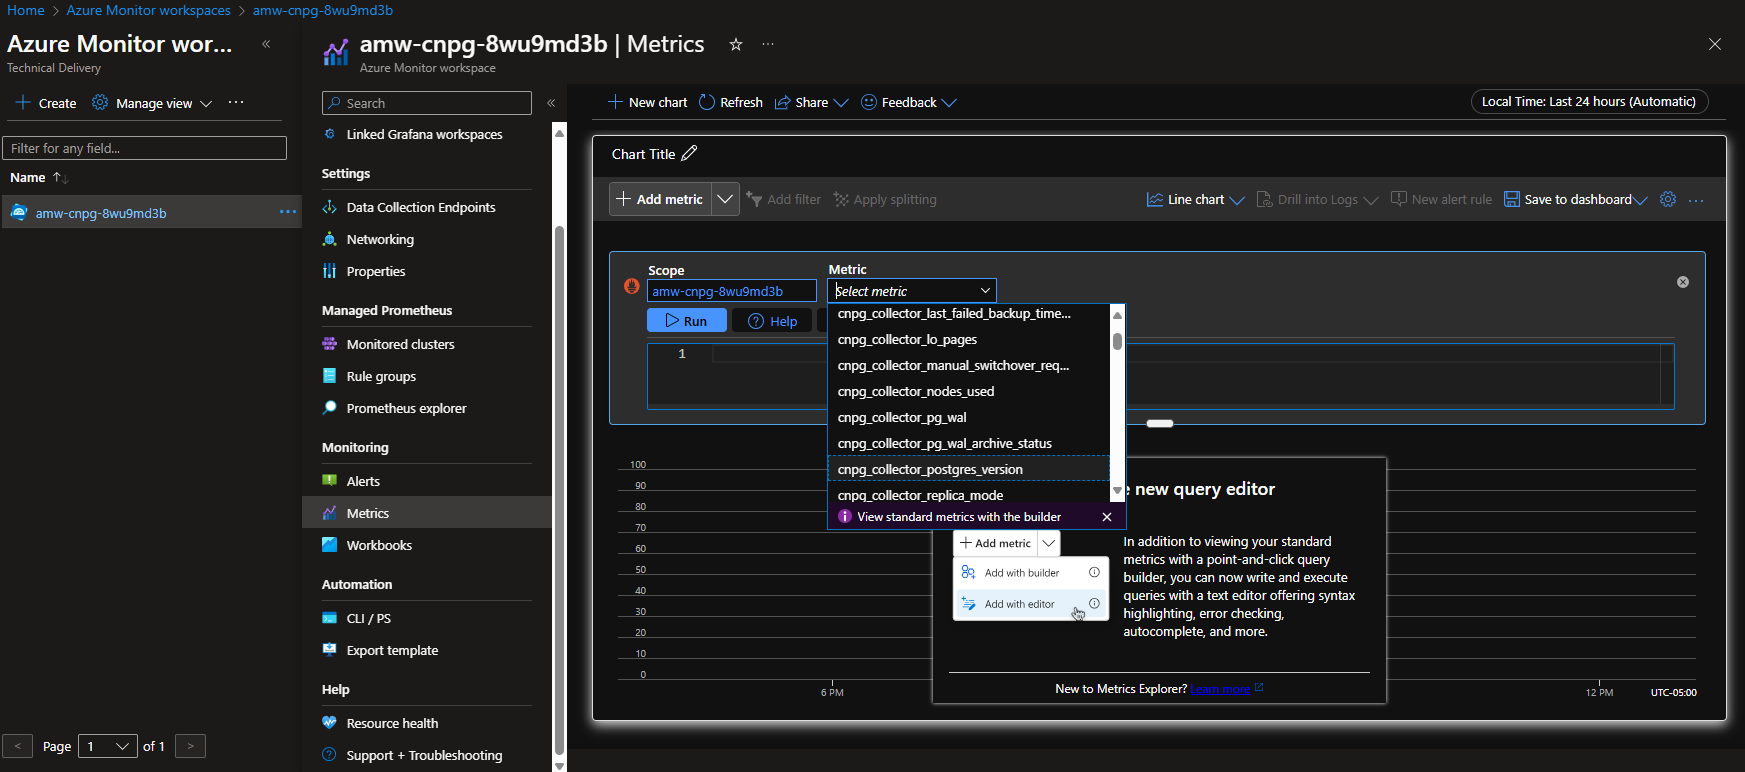 Home > Azure Monitor workspaces > amw-cnpg-8wu9md3b
Azure Monitor wor... «
Technical Delivery
Create Manage view ...
Filter for any field...
Name ↑↓
amw-cnpg-8wu9md3b ...
Page 1 of 1
amw-cnpg-8wu9md3b | Metrics ...
Azure Monitor workspace
Search «
Linked Grafana workspaces
Settings
Data Collection Endpoints
Networking
Properties
Managed Prometheus
Monitored clusters
Rule groups
Prometheus explorer
Monitoring
Alerts
Metrics
Workbooks
Automation
CLI / PS
Export template
Help
Resource health
Support + Troubleshooting
New chart Refresh Share Feedback
Local Time: Last 24 hours (Automatic)
Chart Title
Add metric Add filter Apply splitting Line chart Drill into Logs New alert rule Save to dashboard ...
Scope Metric
amw-cnpg-8wu9md3b Select metric
Run Help
1
cnpg_collector_last_failed_backup_time...
cnpg_collector_lo_pages
cnpg_collector_manual_switchover_req...
cnpg_collector_nodes_used
cnpg_collector_pg_wal
cnpg_collector_pg_wal_archive_status
cnpg_collector_postgres_version
cnpg_collector_replica_mode
View standard metrics with the builder
100
90
80
70
60
50
40
30
20
10
0
6 PM 12 PM UTC-05:00
e new query editor
Add metric
Add with builder
Add with editor
In addition to viewing your standard
metrics with a point-and-click query
builder, you can now write and execute
queries with a text editor offering syntax
highlighting, error checking,
autocomplete, and more.
New to Metrics Explorer? Learn more